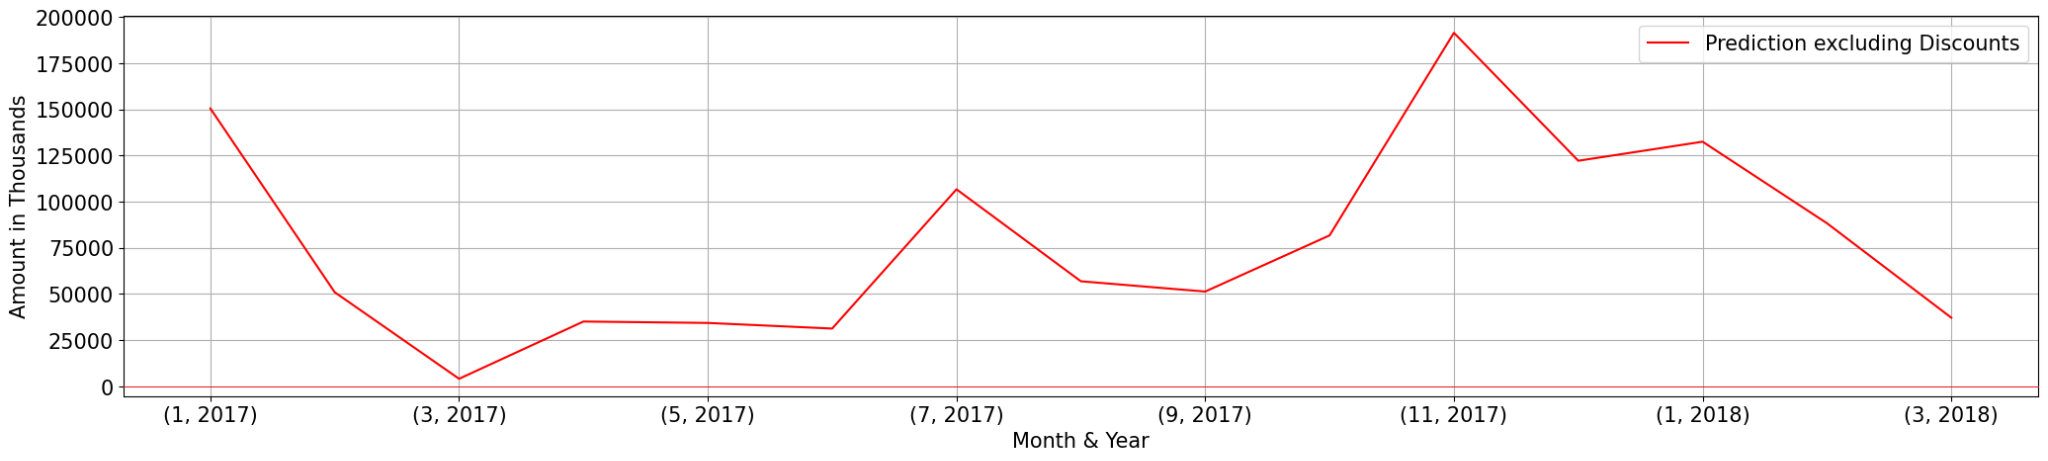 200000
175000
150000
125000
100000
75000
50000
25000
0
Amount in Thousands
Prediction excluding Discounts
(1, 2017) (3, 2017) (5, 2017) (7, 2017) (9, 2017) (11, 2017) (1, 2018) (3, 2018)
Month & Year